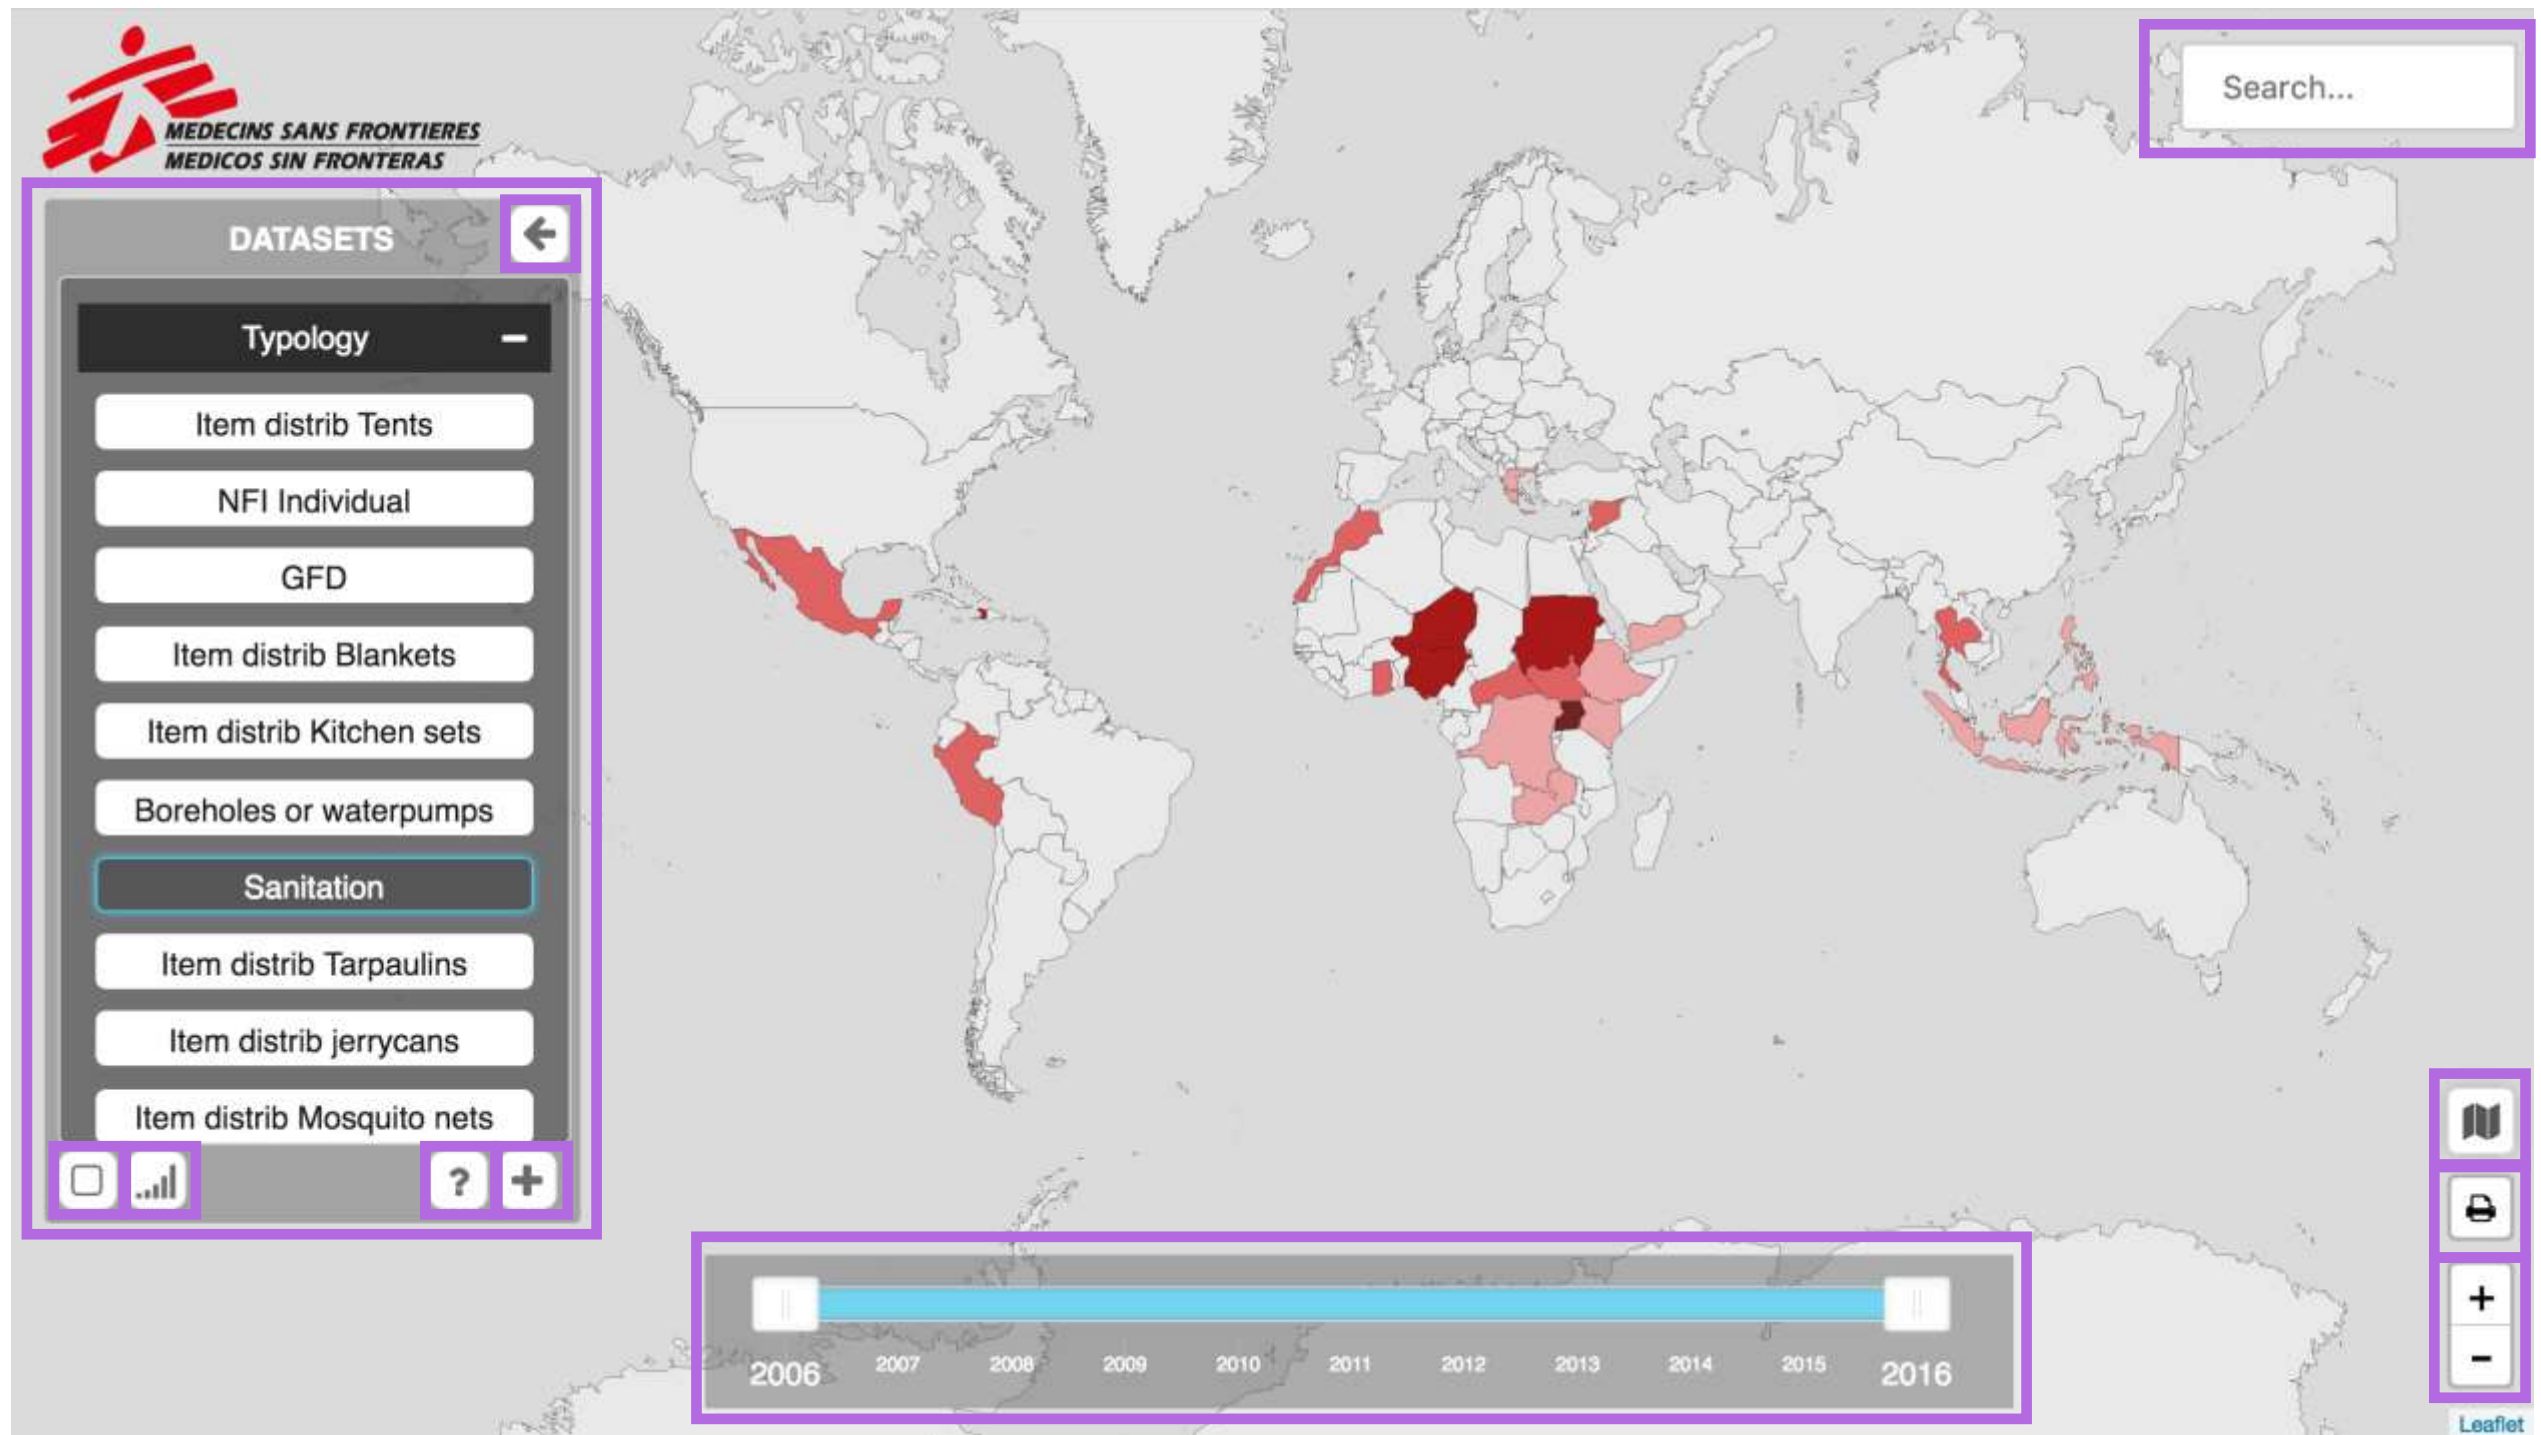 MEDECINS SANS FRONTIERES
MEDICOS SIN FRONTERAS
Search...
DATASETS
Typology
Item distrib Tents
NFI Individual
GFD
Item distrib Blankets
Item distrib Kitchen sets
Boreholes or waterpumps
Sanitation
Item distrib Tarpaulins
Item distrib jerrycans
Item distrib Mosquito nets
?
2006 2007 2008 2009 2010 2011 2012 2013 2014 2015 2016
Leaflet